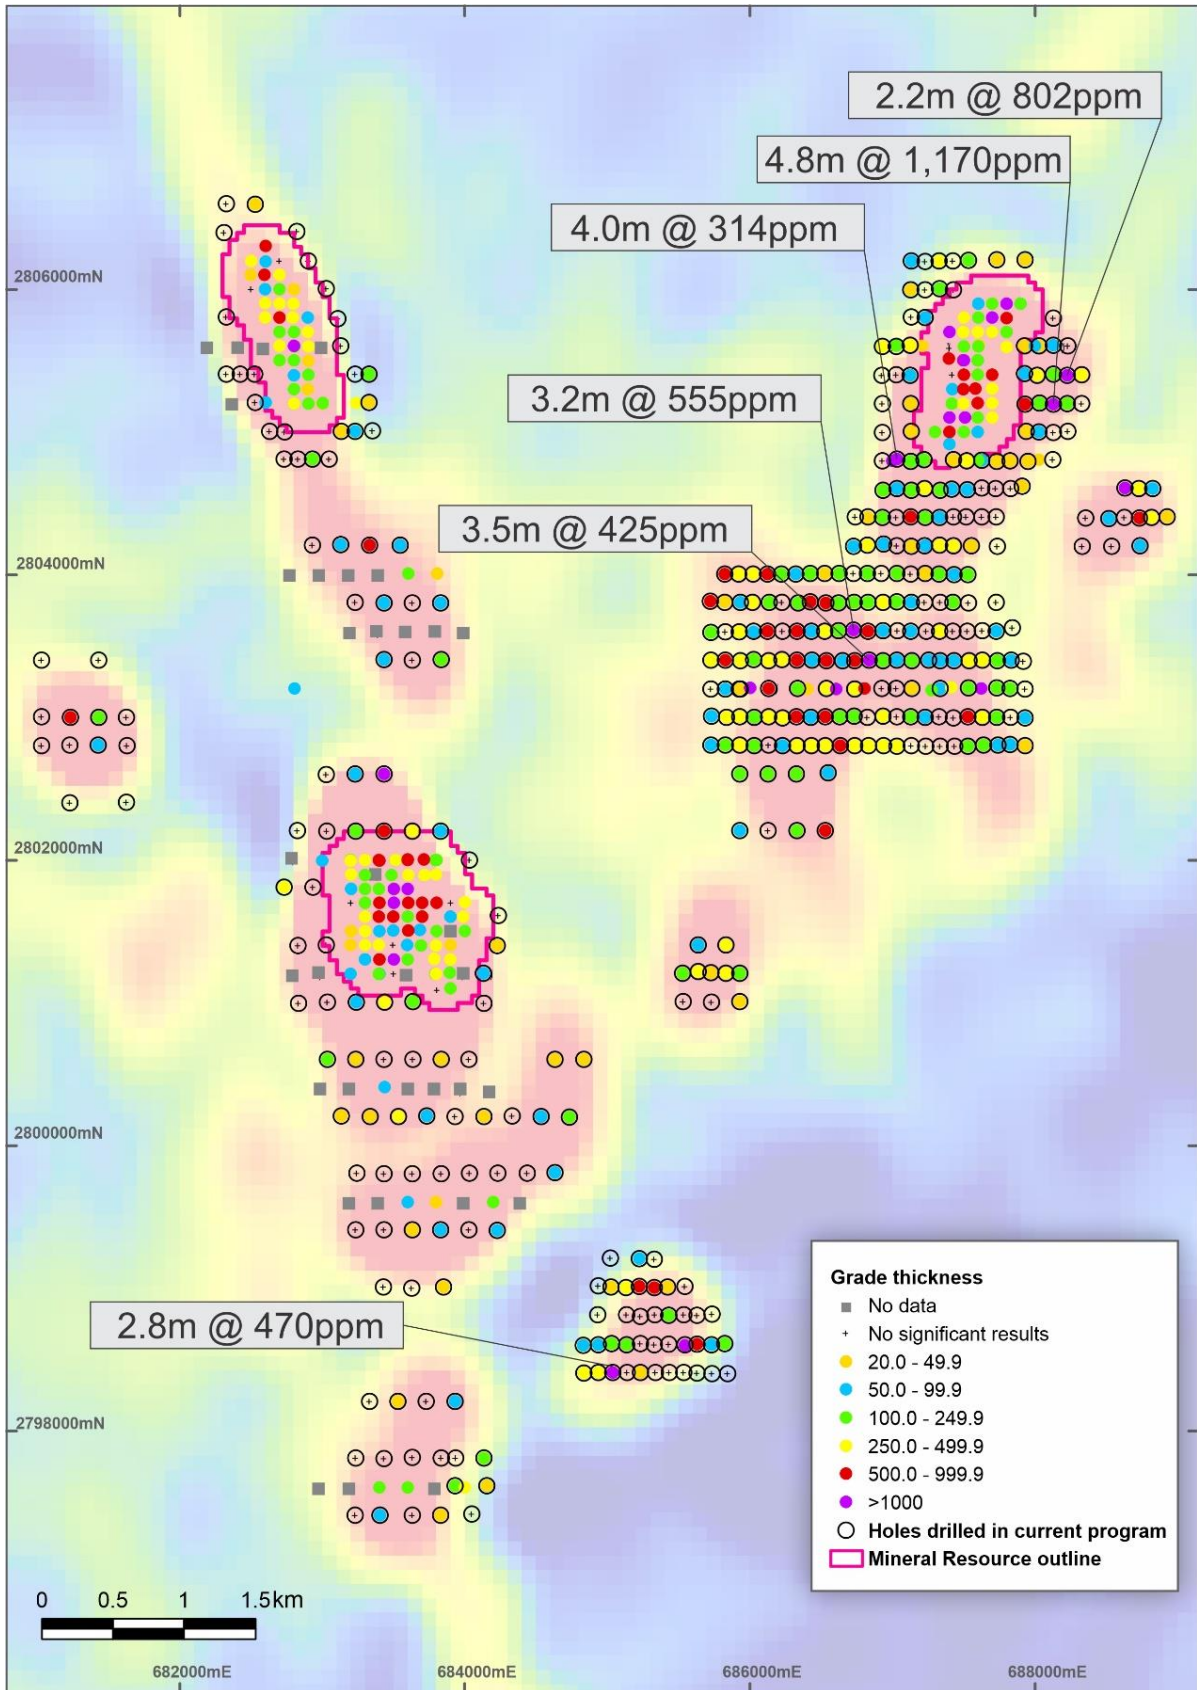 2.2m @ 802ppm
4.8m @ 1,170ppm
4.0m @ 314ppm
2806000mN
3.2m @ 555ppm
3.5m @ 425ppm
2804000mN
2802000mN
2800000mN
2.8m @ 470ppm
2798000mN
Grade thickness
No data
No significant results
20.0 - 49.9
50.0 - 99.9
100.0 - 249.9
250.0 - 499.9
500.0 - 999.9
>1000
Holes drilled in current program
Mineral Resource outline
0 0.5 1 1.5km
682000mE 684000mE 686000mE 688000mE